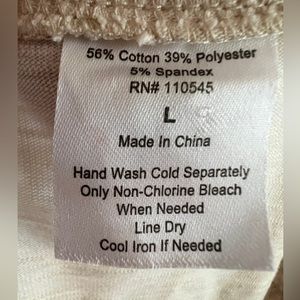 56% Cotton 39% Polyester
5% Spandex
RN# 110545
L
Made In China
Hand Wash Cold Separately
Only Non-Chlorine Bleach
When Needed
Line Dry
Cool Iron If Needed